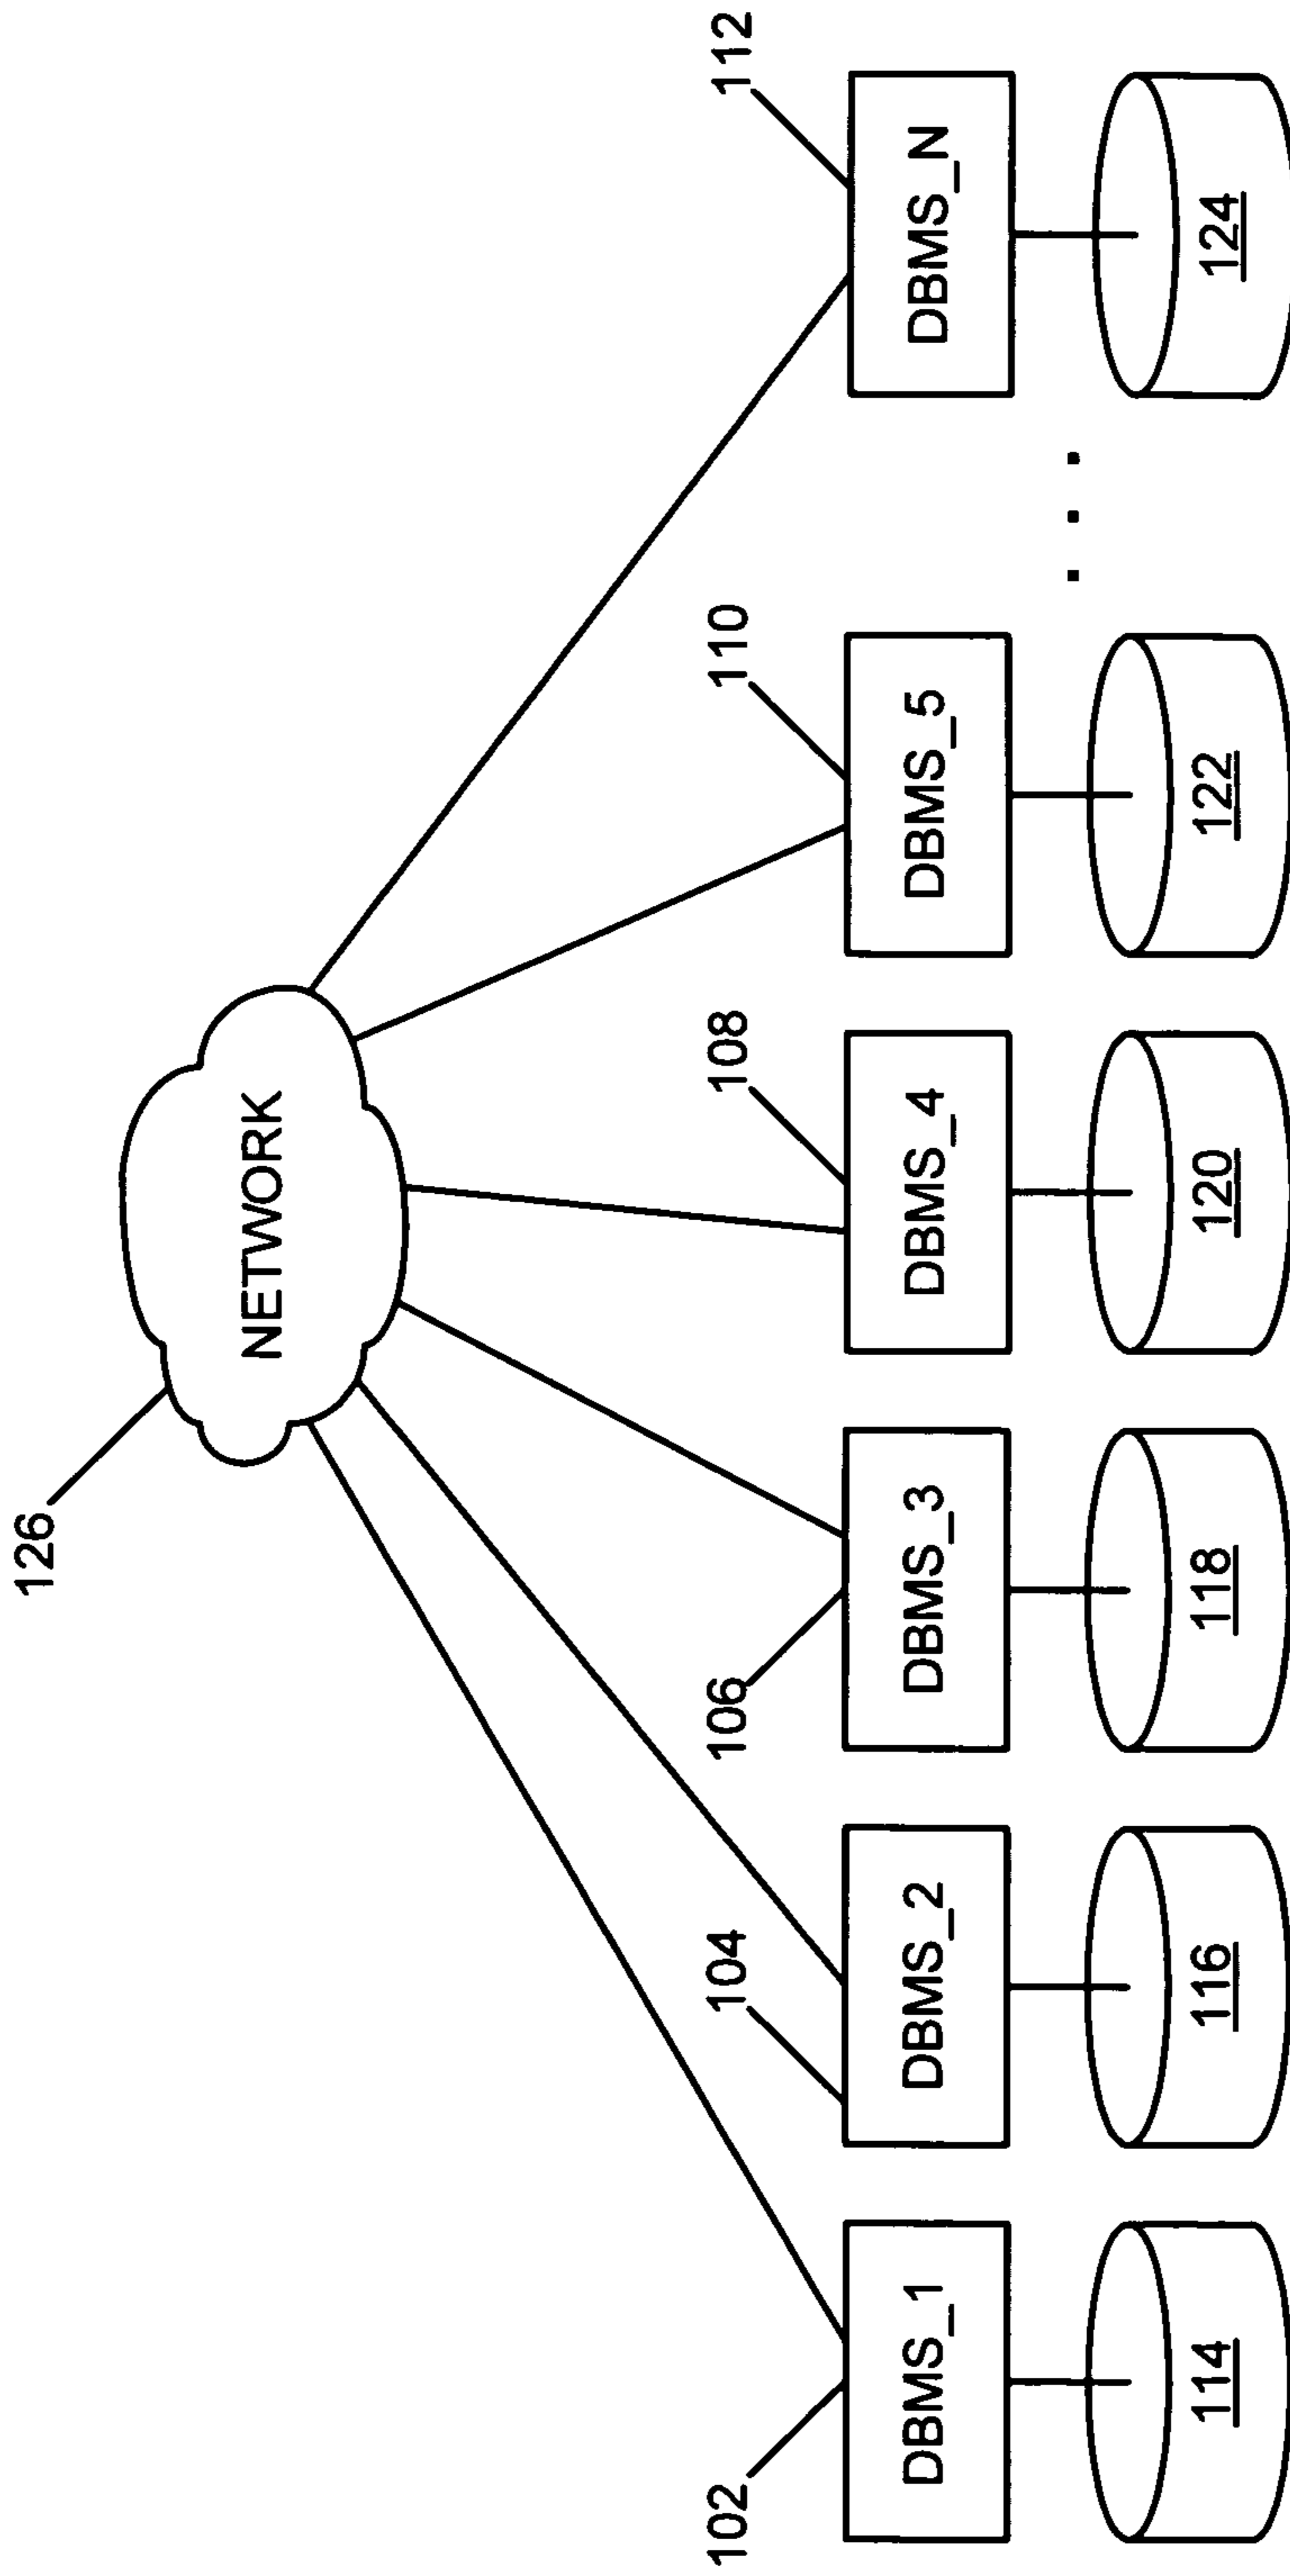 126
NETWORK
102
104
106
108
110
112
DBMS_1
DBMS_2
DBMS_3
DBMS_4
DBMS_5
. . .
DBMS_N
114
116
118
120
122
124